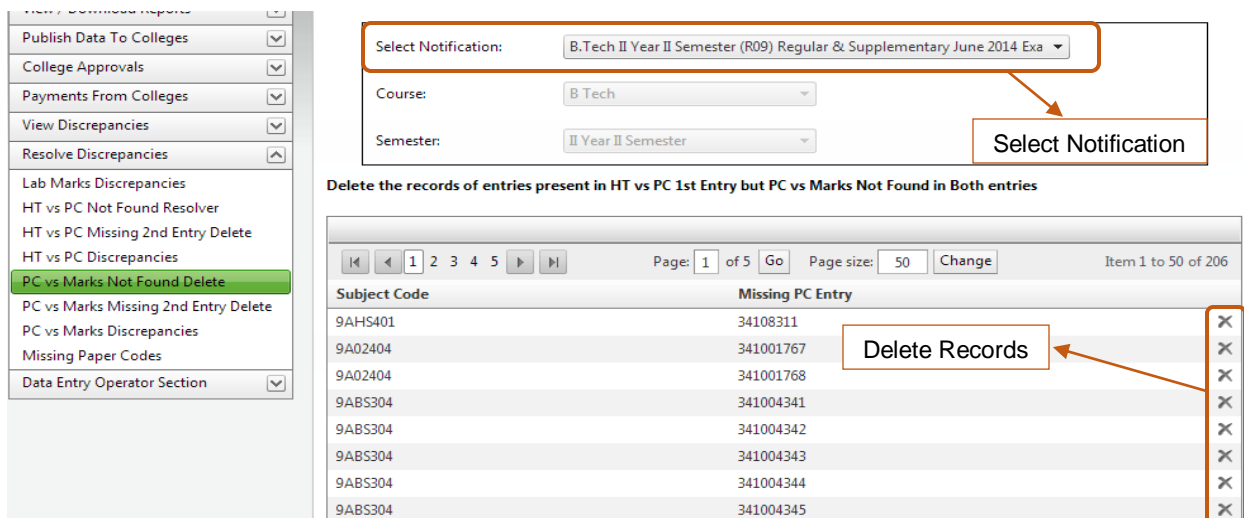 View / Download Reports
Publish Data To Colleges
College Approvals
Payments From Colleges
View Discrepancies
Resolve Discrepancies
Lab Marks Discrepancies
HT vs PC Not Found Resolver
HT vs PC Missing 2nd Entry Delete
HT vs PC Discrepancies
PC vs Marks Not Found Delete
PC vs Marks Missing 2nd Entry Delete
PC vs Marks Discrepancies
Missing Paper Codes
Data Entry Operator Section
Select Notification: B.Tech II Year II Semester (R09) Regular & Supplementary June 2014 Exa
Course: B Tech
Semester: II Year II Semester
Select Notification
Delete the records of entries present in HT vs PC 1st Entry but PC vs Marks Not Found in Both entries
1 2 3 4 5 Page: 1 of 5 Go Page size: 50 Change Item 1 to 50 of 206
Subject Code Missing PC Entry
9AHS401 34108311
9A02404 341001767
Delete Records
9A02404 341001768
9ABS304 341004341
9ABS304 341004342
9ABS304 341004343
9ABS304 341004344
9ABS304 341004345